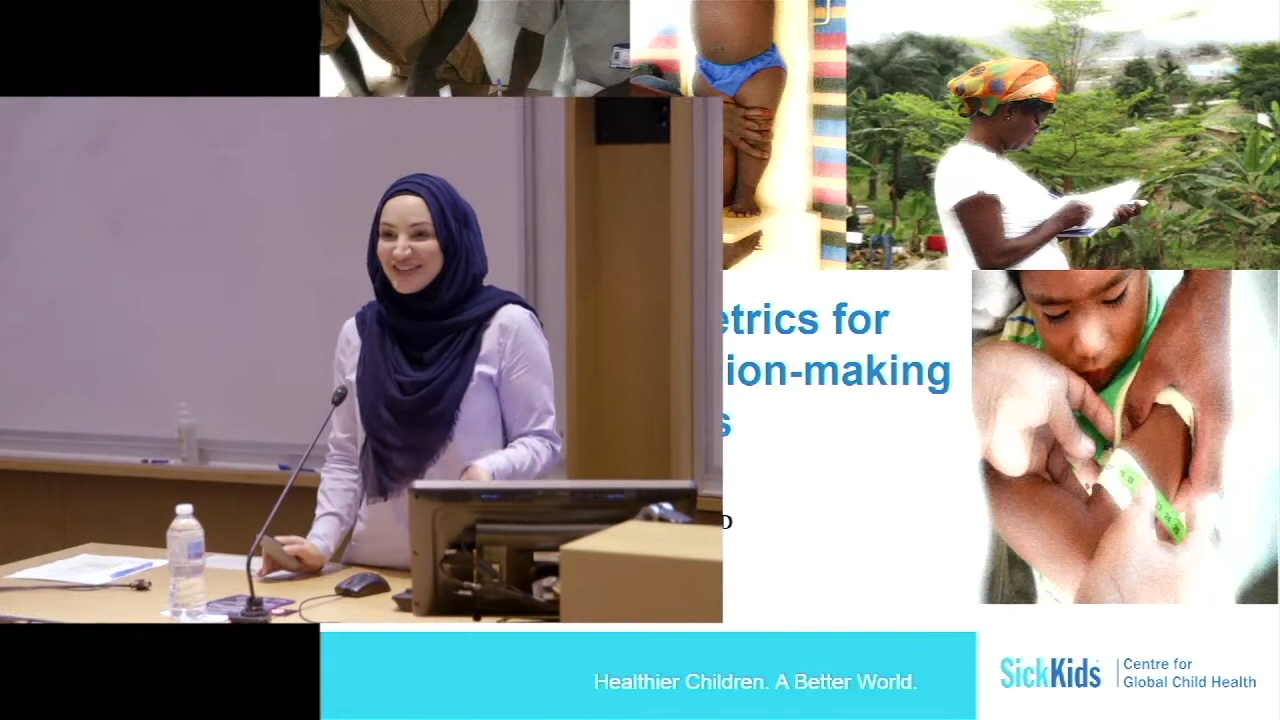 etrics for
ion-making
s
o
Healthier Children. A Better World.
SickKids
Centre for
Global Child Health